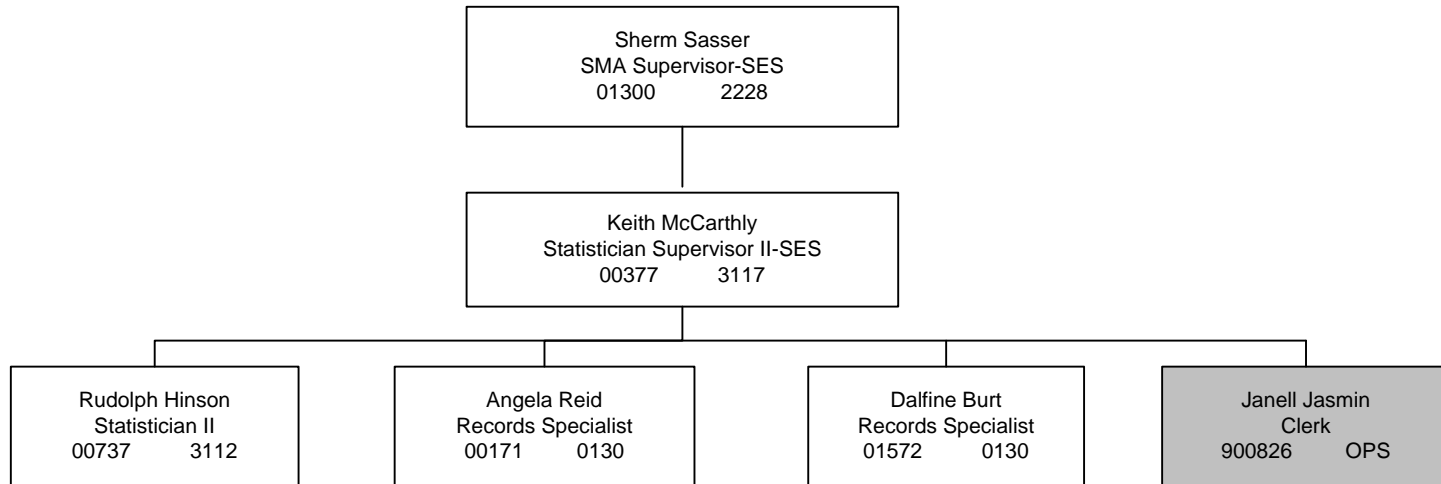 Sherm Sasser
SMA Supervisor-SES
01300 2228
Keith McCarthly
Statistician Supervisor II-SES
00377 3117
Rudolph Hinson
Statistician II
00737 3112
Angela Reid
Records Specialist
00171 0130
Dalfine Burt
Records Specialist
01572 0130
Janell Jasmin
Clerk
900826 OPS